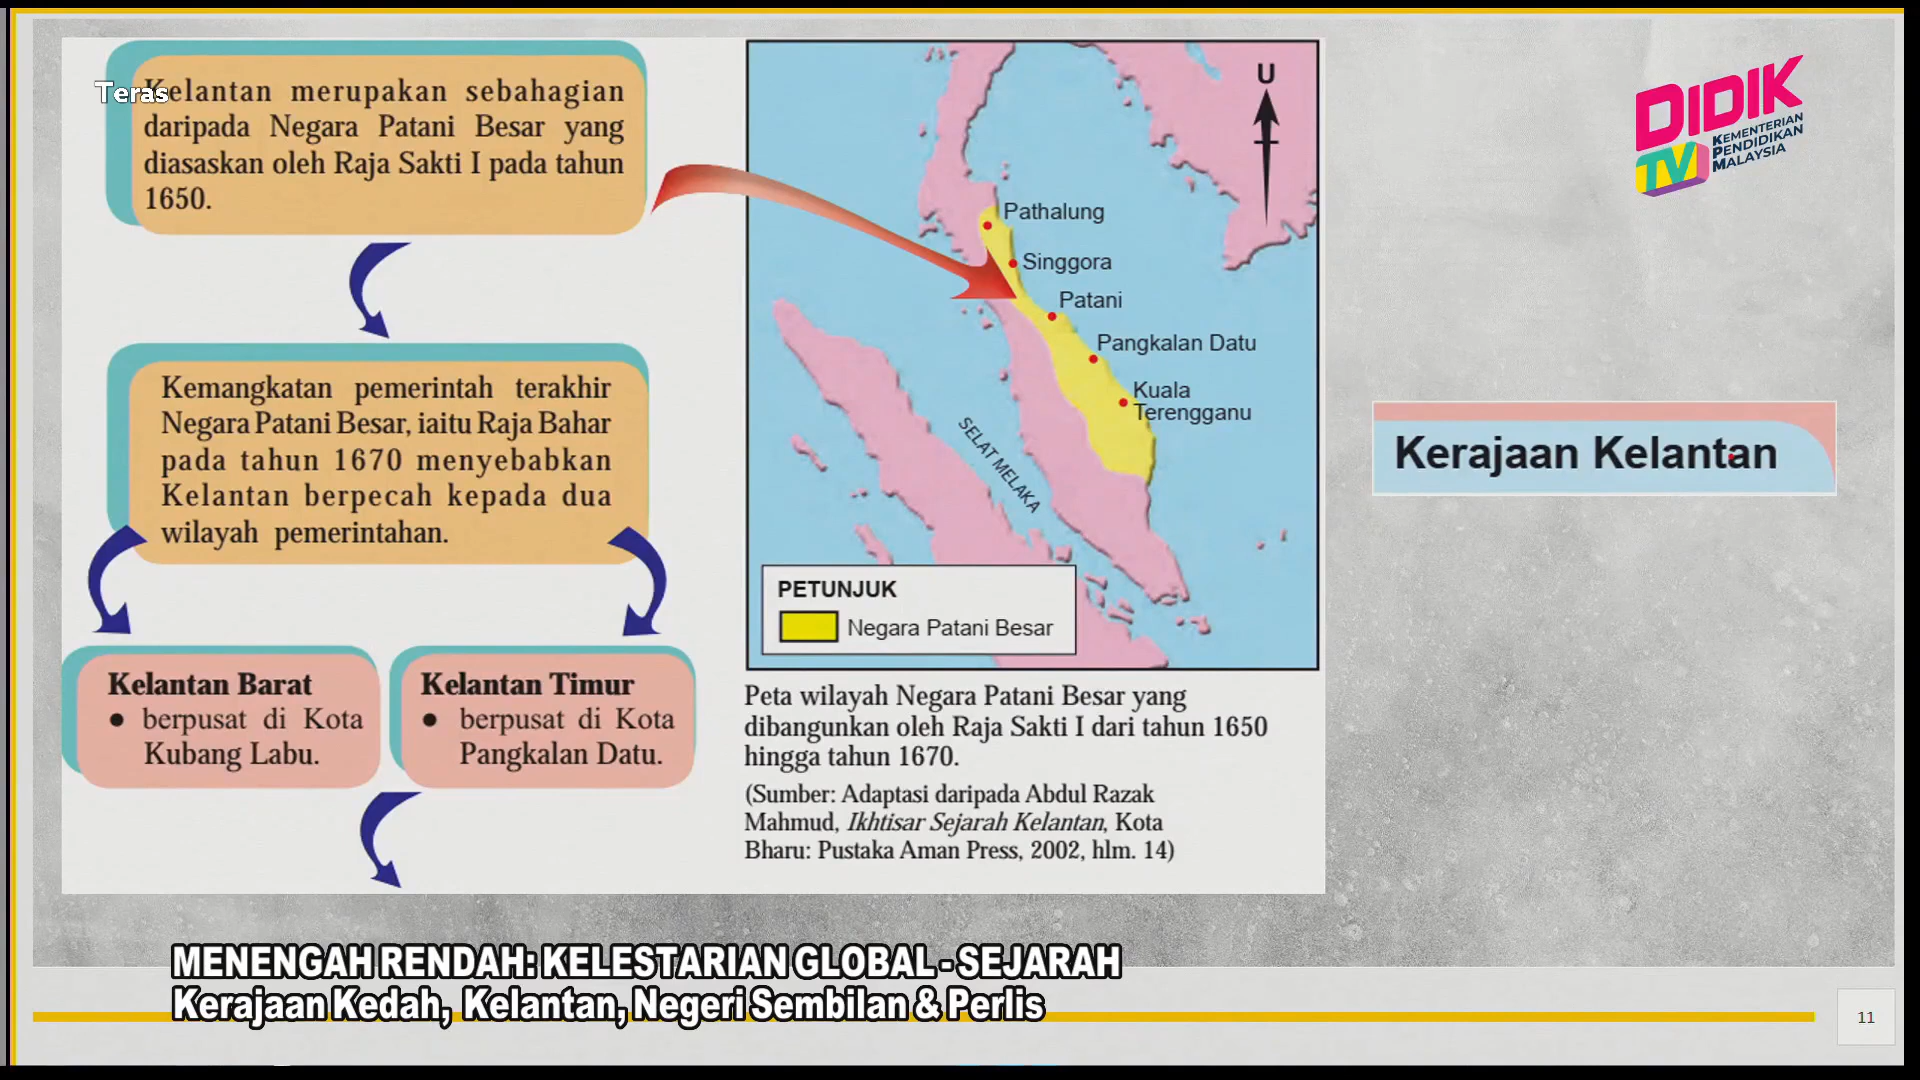 Teras
Kelantan merupakan sebahagian
daripada Negara Patani Besar yang
diasaskan oleh Raja Sakti I pada tahun
1650.
Kemangkatan pemerintah terakhir
Negara Patani Besar, iaitu Raja Bahar
pada tahun 1670 menyebabkan
Kelantan berpecah kepada dua
wilayah pemerintahan.
Kelantan Barat
● berpusat di Kota
Kubang Labu.
Kelantan Timur
● berpusat di Kota
Pangkalan Datu.
U
Pathalung
Singgora
Patani
Pangkalan Datu
Kuala
Terengganu
SELAT MELAKA
PETUNJUK
Negara Patani Besar
Peta wilayah Negara Patani Besar yang
dibangunkan oleh Raja Sakti I dari tahun 1650
hingga tahun 1670.
(Sumber: Adaptasi daripada Abdul Razak
Mahmud, Ikhtisar Sejarah Kelantan, Kota
Bharu: Pustaka Aman Press, 2002, hlm. 14)
DIDIK
TV
KEMENTERIAN
PENDIDIKAN
MALAYSIA
Kerajaan Kelantan
MENENGAH RENDAH: KELESTARIAN GLOBAL - SEJARAH
Kerajaan Kedah, Kelantan, Negeri Sembilan & Perlis
11